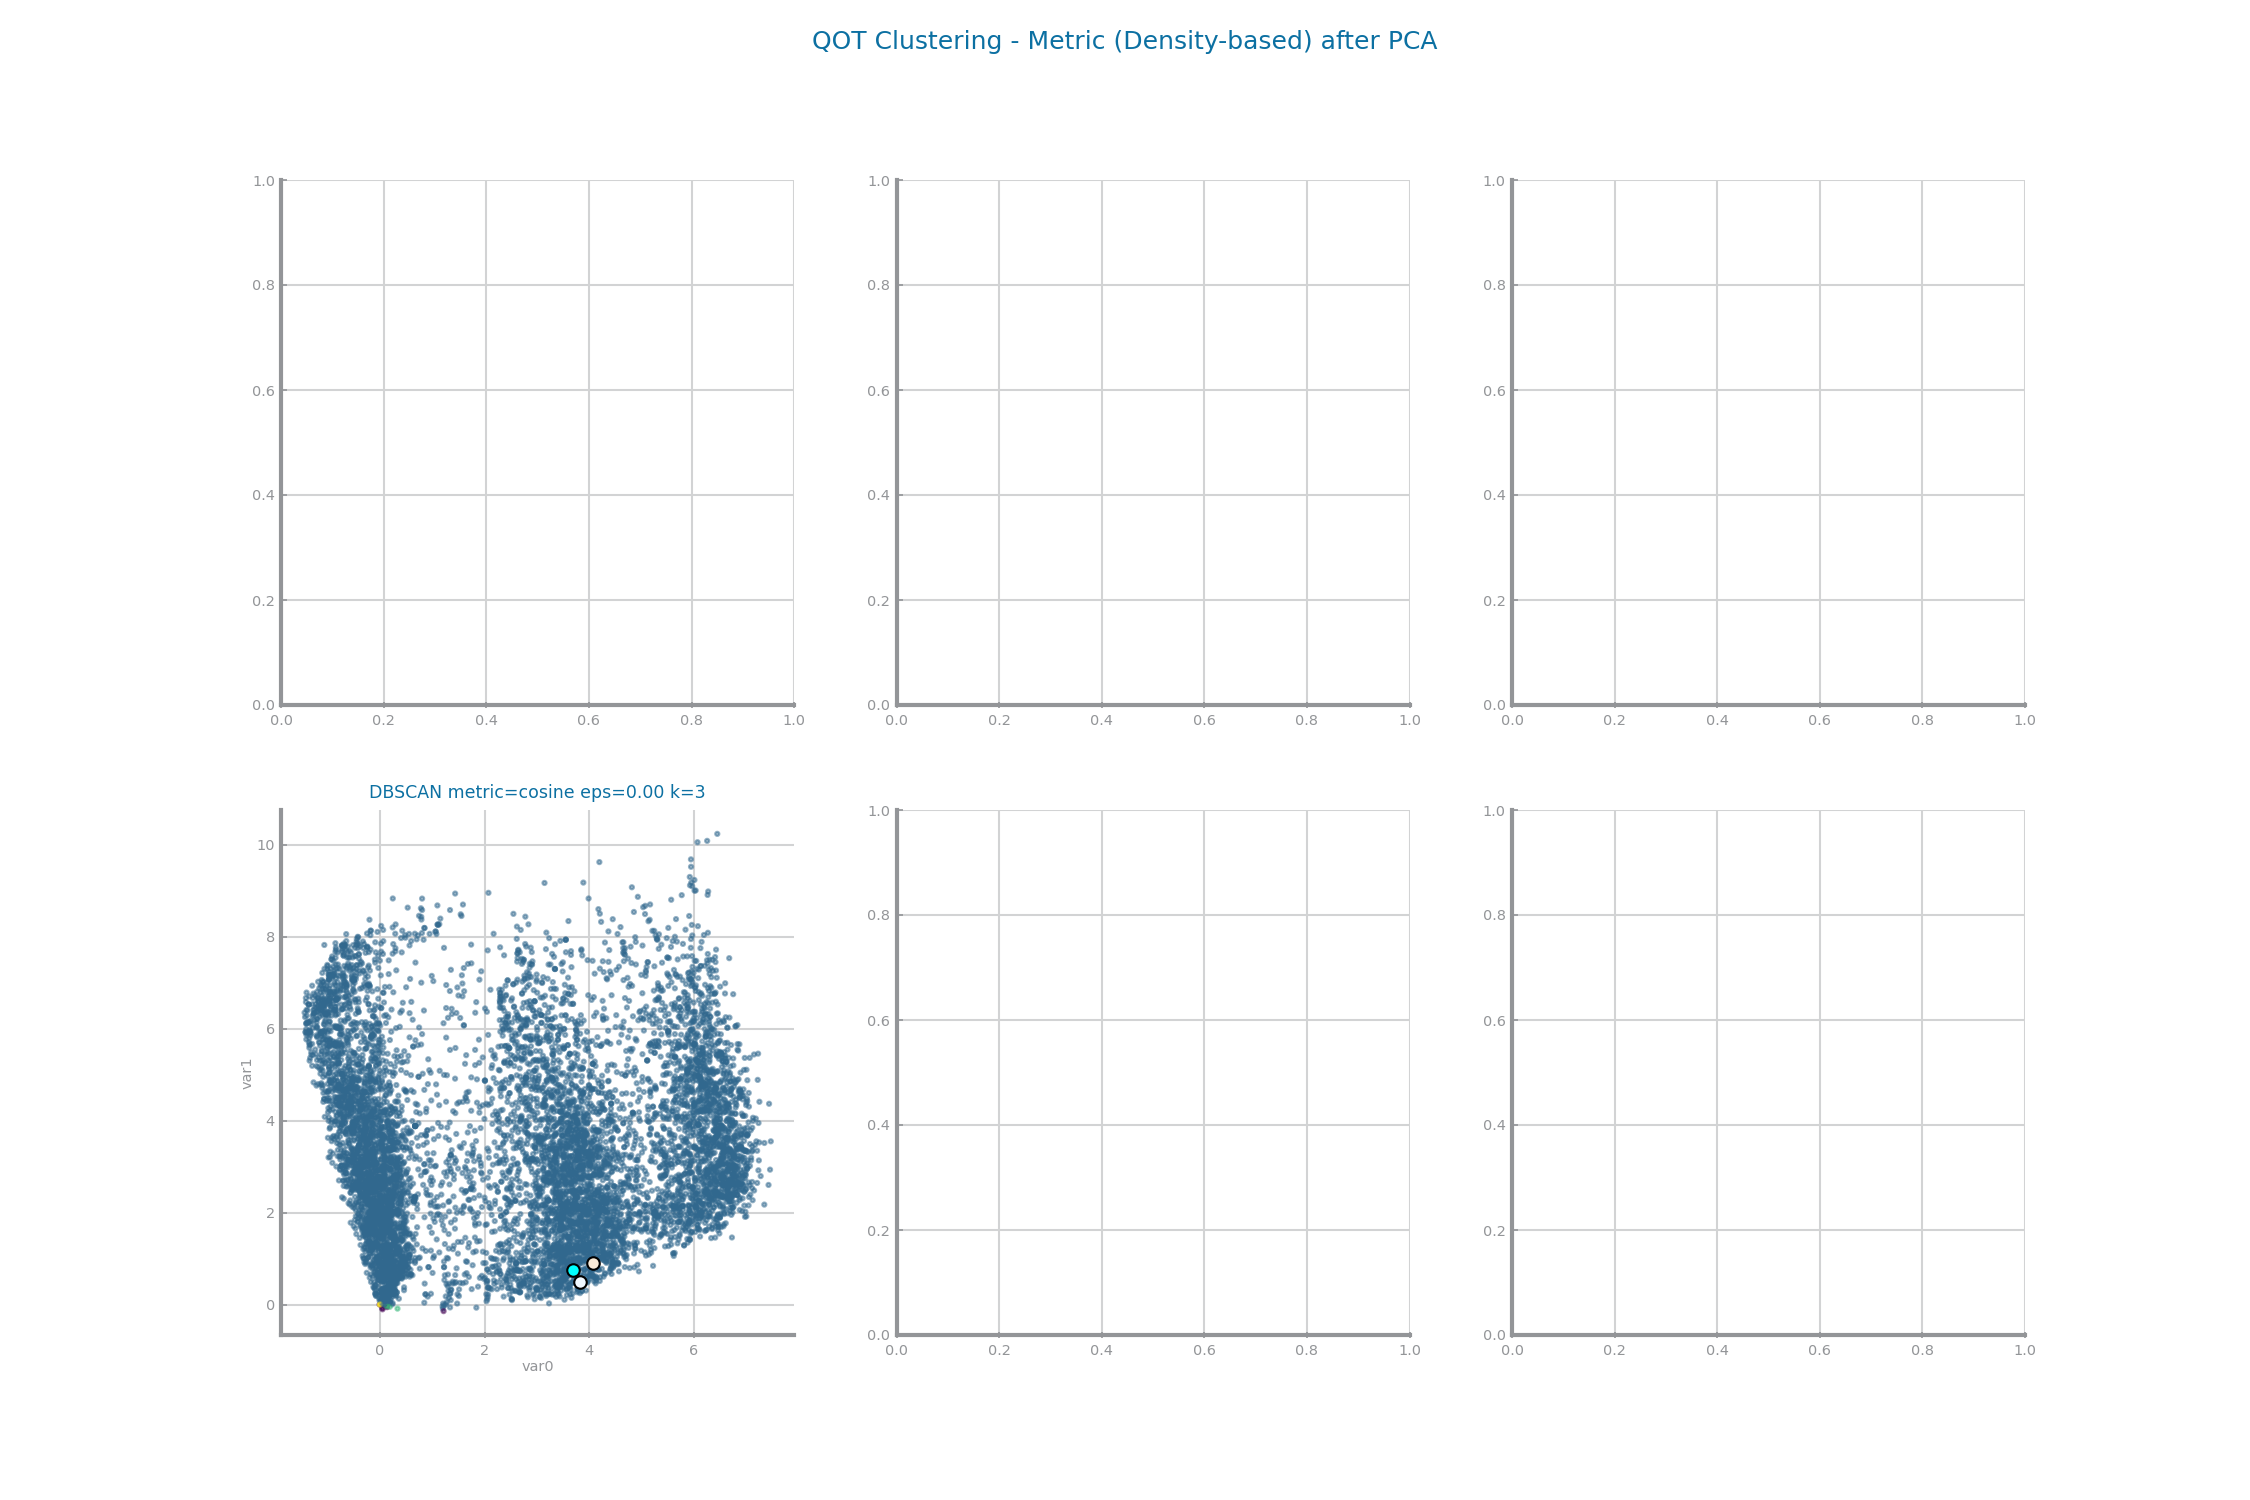 QOT Clustering - Metric (Density-based) after PCA
1.0 1.0 1.0
0.8 0.8 0.8
0.6 0.6 0.6
0.4 0.4 0.4
0.2 0.2 0.2
0.0 0.0 0.0
0.0 0.2 0.4 0.6 0.8 1.0 0.0 0.2 0.4 0.6 0.8 1.0 0.0 0.2 0.4 0.6 0.8 1.0
DBSCAN metric=cosine eps=0.00 k=3
10
8
6
4
2
0
var1
0 2 4 6
var0
1.0 1.0
0.8 0.8
0.6 0.6
0.4 0.4
0.2 0.2
0.0 0.0
0.0 0.2 0.4 0.6 0.8 1.0 0.0 0.2 0.4 0.6 0.8 1.0